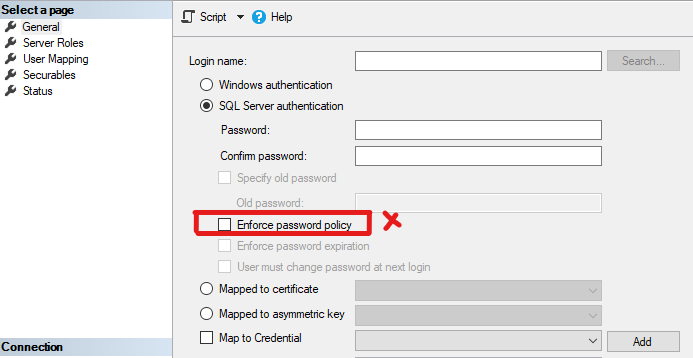 Select a page
General
Server Roles
User Mapping
Securables
Status
Connection
Script Help
Login name: Search...
Windows authentication
SQL Server authentication
Password:
Confirm password:
Specify old password
Old password:
Enforce password policy
Enforce password expiration
User must change password at next login
Mapped to certificate
Mapped to asymmetric key
Map to Credential Add